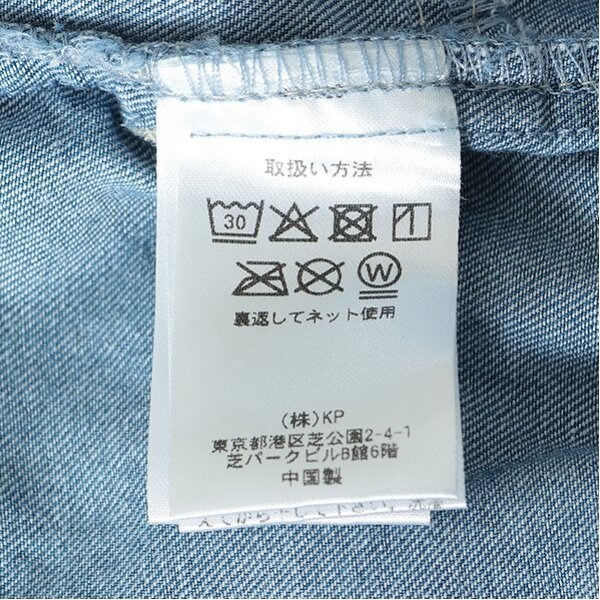 取扱い方法
30
W
裏返してネット使用
(株)KP
東京都港区芝公園2-4-1
芝パークビルB館6階
中国製